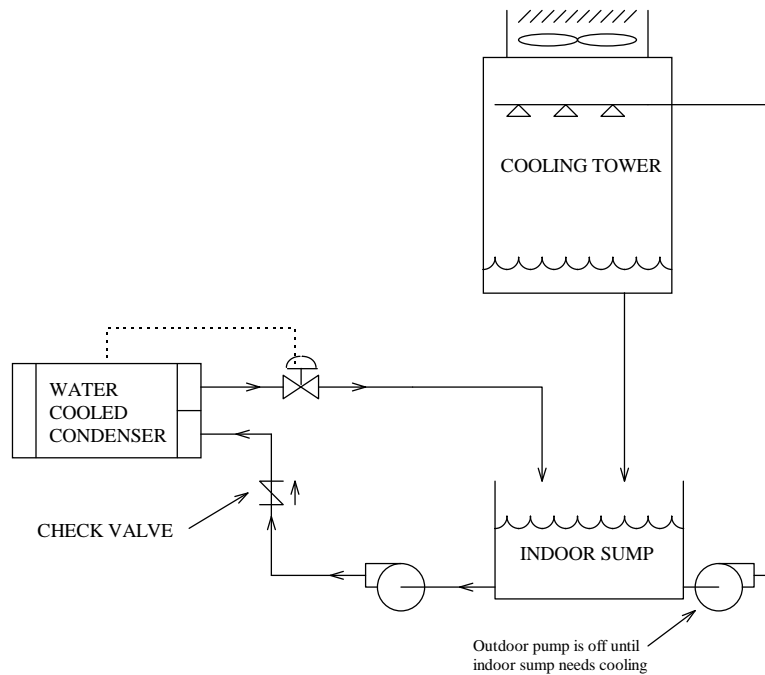 COOLING TOWER
WATER
COOLED
CONDENSER
CHECK VALVE
INDOOR SUMP
Outdoor pump is off until
indoor sump needs cooling